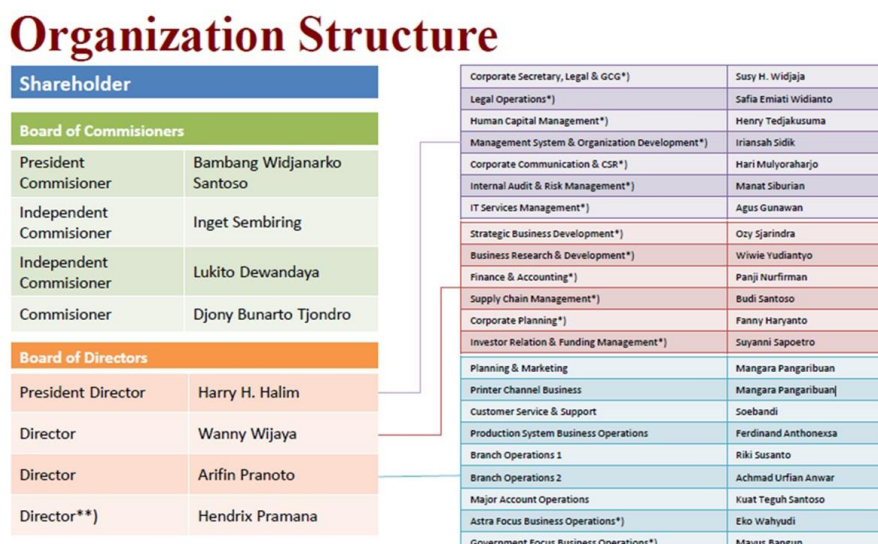 Organization Structure
Shareholder
Board of Commisioners
President Commisioner Bambang Widjanarko Santoso
Independent Commisioner Inget Sembiring
Independent Commisioner Lukito Dewandaya
Commisioner Djony Bunarto Tjondro
Board of Directors
President Director Harry H. Halim
Director Wanny Wijaya
Director Arifin Pranoto
Director**) Hendrix Pramana
Corporate Secretary, Legal & GCG*) Susy H. Widjaja
Legal Operations*) Safia Emiati Widianto
Human Capital Management*) Henry Tedjakusuma
Management System & Organization Development*) Iriansah Sidik
Corporate Communication & CSR*) Hari Mulyoraharjo
Internal Audit & Risk Management*) Manat Siburian
IT Services Management*) Agus Gunawan
Strategic Business Development*) Ozy Sjarindra
Business Research & Development*) Wiwie Yudiantyo
Finance & Accounting*) Panji Nurfirman
Supply Chain Management*) Budi Santoso
Corporate Planning*) Fanny Haryanto
Investor Relation & Funding Management*) Suyanni Sapoetro
Planning & Marketing Mangara Pangaribuan
Printer Channel Business Mangara Pangaribuan
Customer Service & Support Soebandi
Production System Business Operations Ferdinand Anthonexsa
Branch Operations 1 Riki Susanto
Branch Operations 2 Achmad Urfian Anwar
Major Account Operations Kuat Teguh Santoso
Astra Focus Business Operations*) Eko Wahyudi
Government Focus Business Operations*) Mayus Bangun